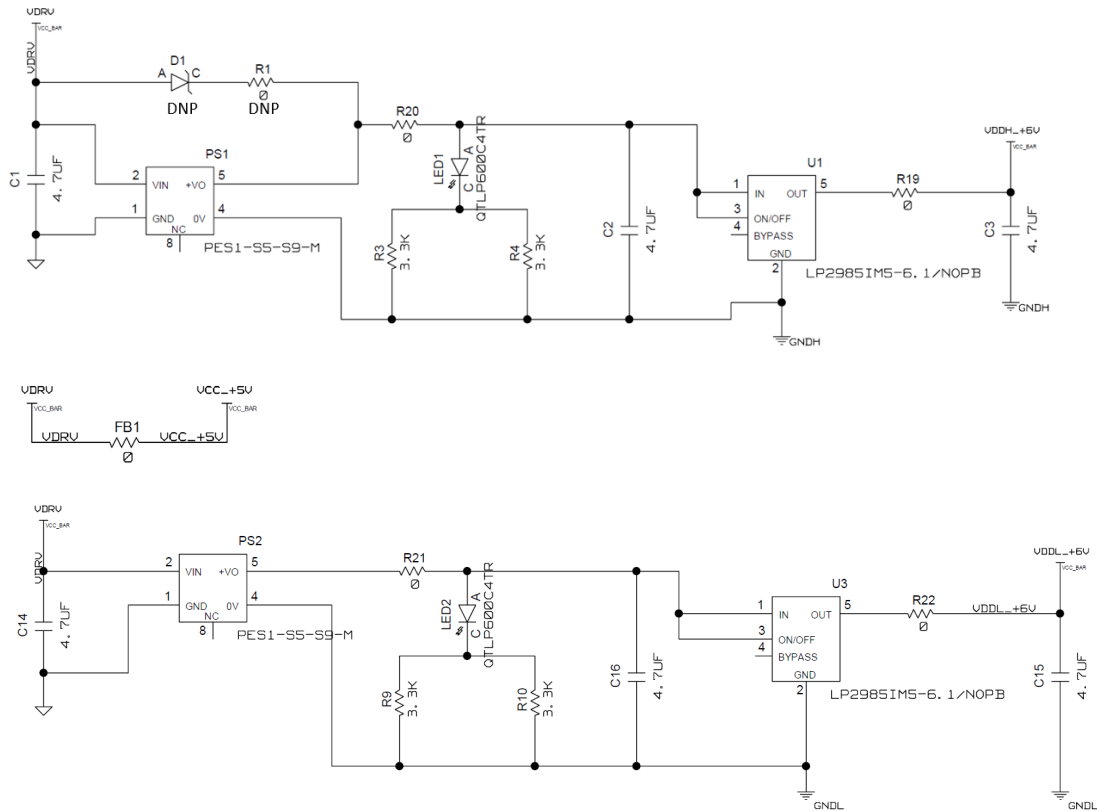 VDRV
VCC_BAR
VDRV
D1
A
C
DNP
R1
0
DNP
R20
0
C1
4.7UF
PS1
2
VIN
+VO
5
1
GND
0V
4
NC
8
PES1-S5-S9-M
LED1
A
C
QTLP600C4TR
R3
3.3K
R4
3.3K
C2
4.7UF
U1
1
IN
OUT
5
3
ON/OFF
4
BYPASS
GND
2
LP2985IM5-6.1/NOPB
GNDH
R19
0
VDDH_+6V
VCC_BAR
C3
4.7UF
GNDH
VDRV
VCC_BAR
VDRV
FB1
0
VCC_+5V
VCC_+5V
VCC_BAR
VDRV
VCC_BAR
VDRV
C14
4.7UF
PS2
2
VIN
+VO
5
1
GND
0V
4
NC
8
PES1-S5-S9-M
R21
0
LED2
A
C
QTLP600C4TR
R9
3.3K
R10
3.3K
C16
4.7UF
U3
1
IN
OUT
5
3
ON/OFF
4
BYPASS
GND
2
LP2985IM5-6.1/NOPB
GNDL
R22
0
VDDL_+6V
VDDL_+6V
VCC_BAR
C15
4.7UF
GNDL